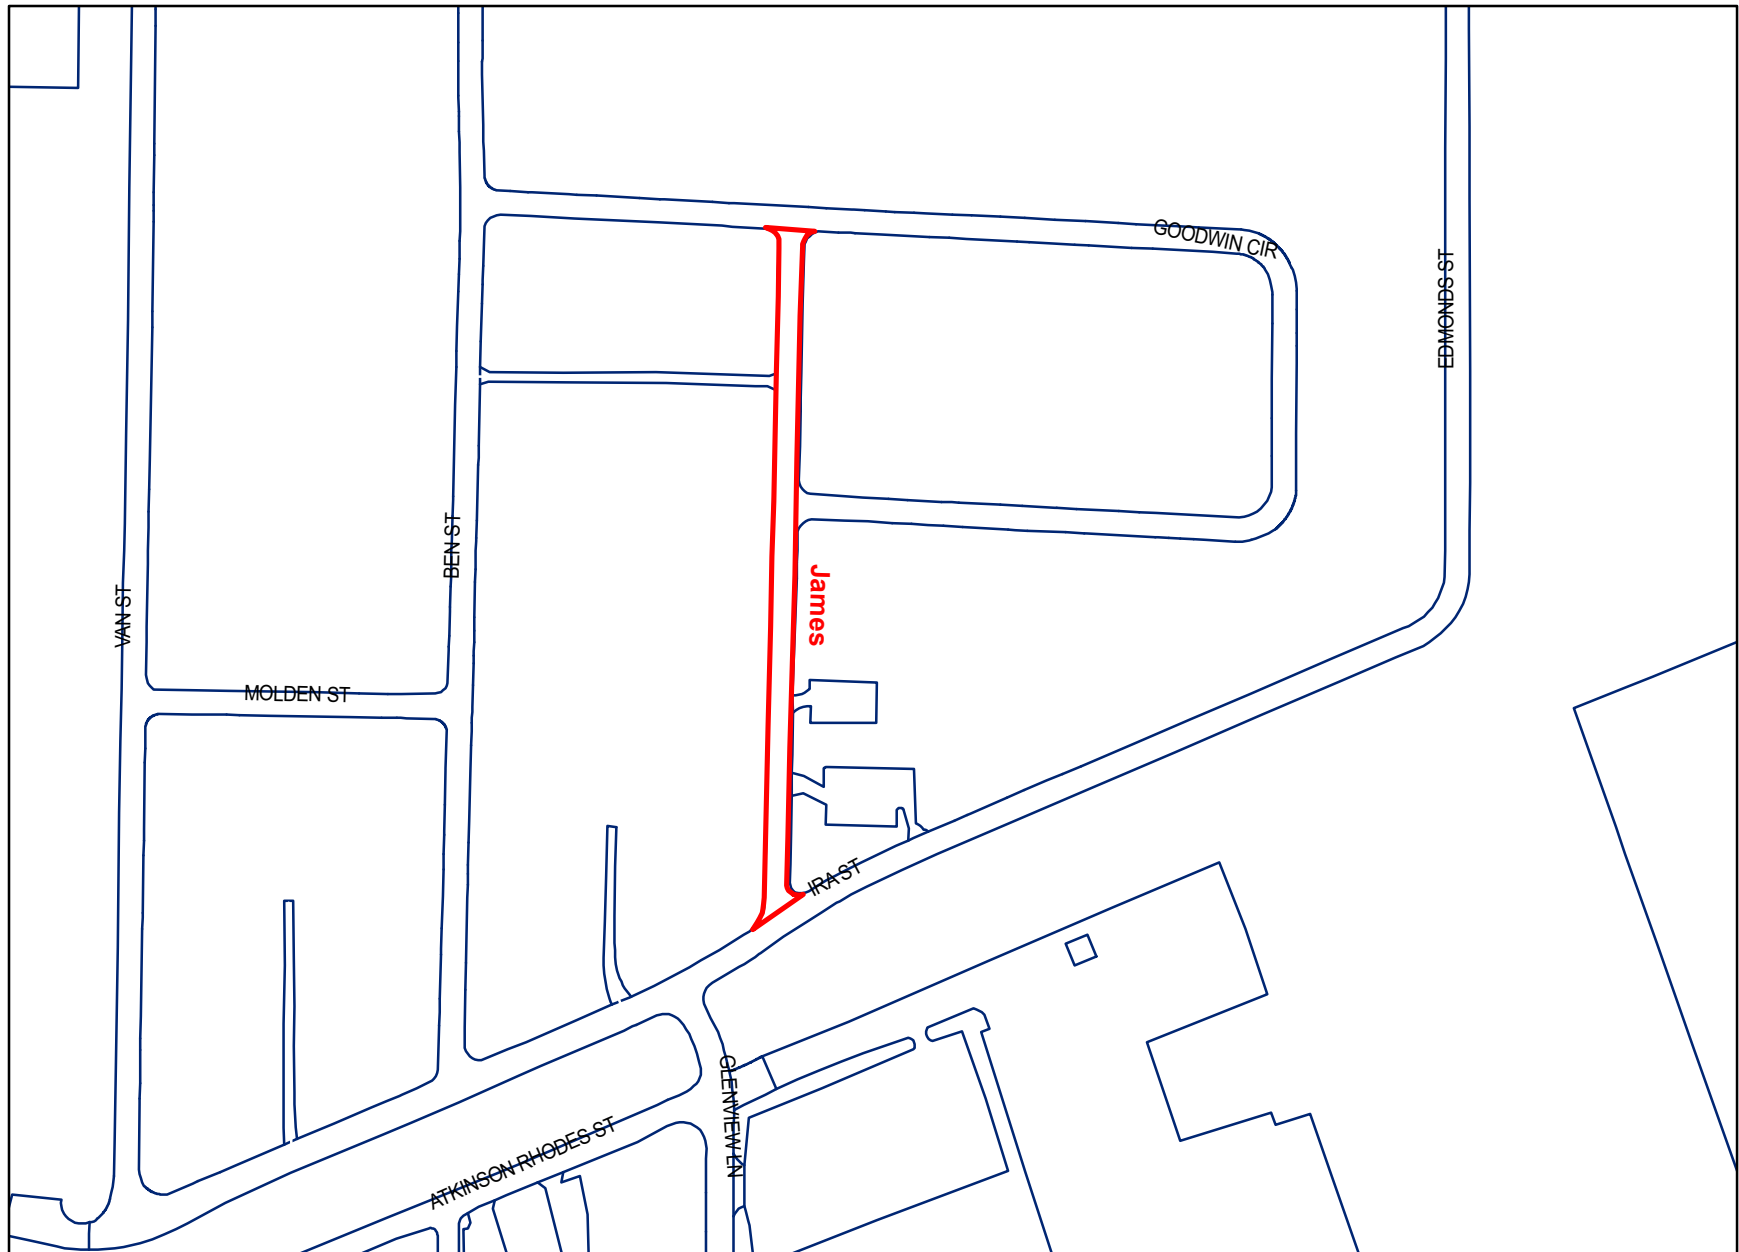 GOODWIN CIR
EDMONDS ST
BEN ST
James
VAN ST
MOLDEN ST
IRA ST
GLENVIEW LN
ATKINSON RHODES ST